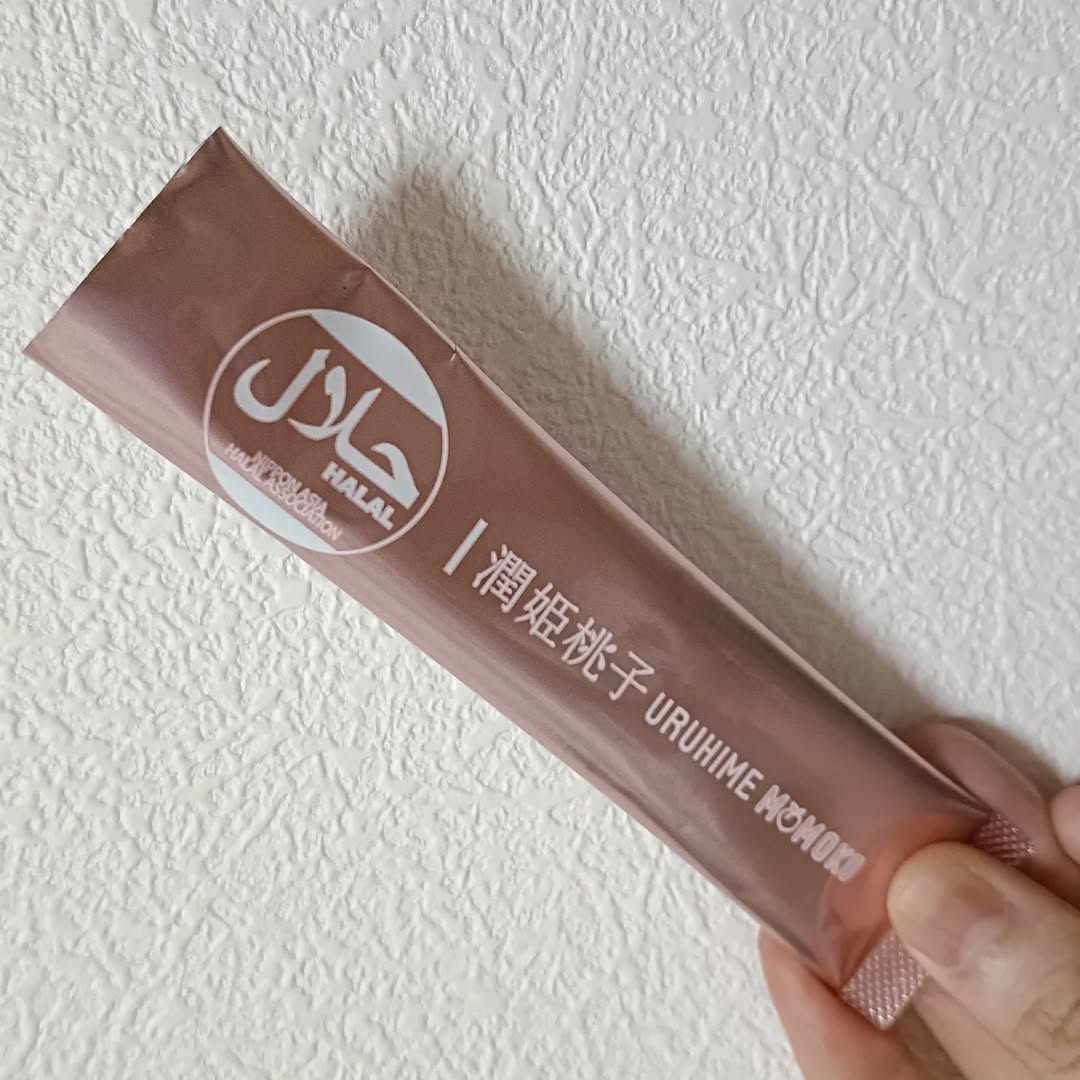 حلال
HALAL
NIPPON ASIA
HALAL ASSOCIATION
潤姫桃子 URUHIME MOMOKO